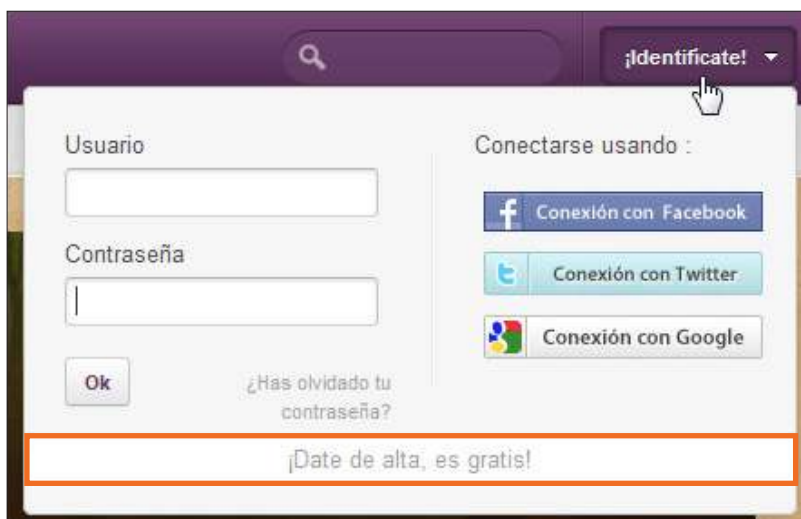 ¡Identificate!
Usuario
Contraseña
Ok
¿Has olvidado tu
contraseña?
Conectarse usando :
Conexión con Facebook
Conexión con Twitter
Conexión con Google
¡Date de alta, es gratis!